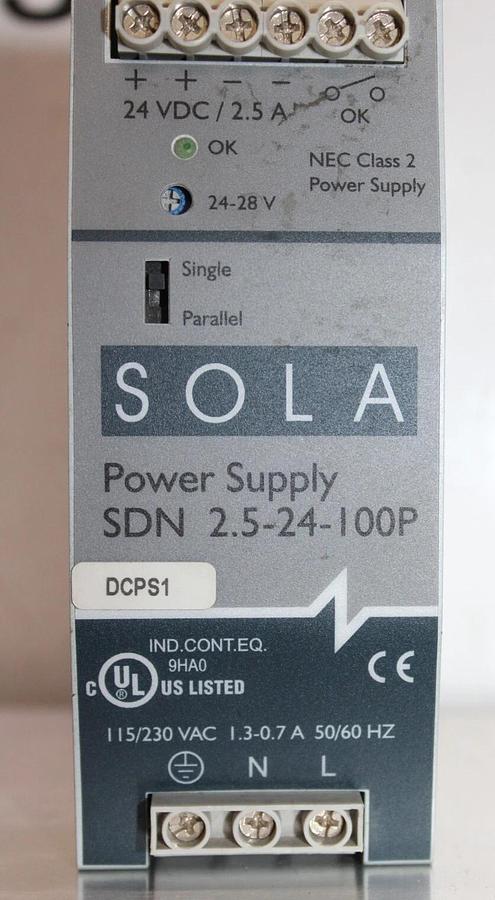 + + - -
24 VDC / 2.5 A
OK
OK
NEC Class 2
Power Supply
24-28 V
Single
Parallel
SOLA
Power Supply
SDN 2.5-24-100P
DCPS1
IND.CONT.EQ.
9HA0
C UL ® US LISTED
CE
115/230 VAC 1.3-0.7 A 50/60 HZ
N L